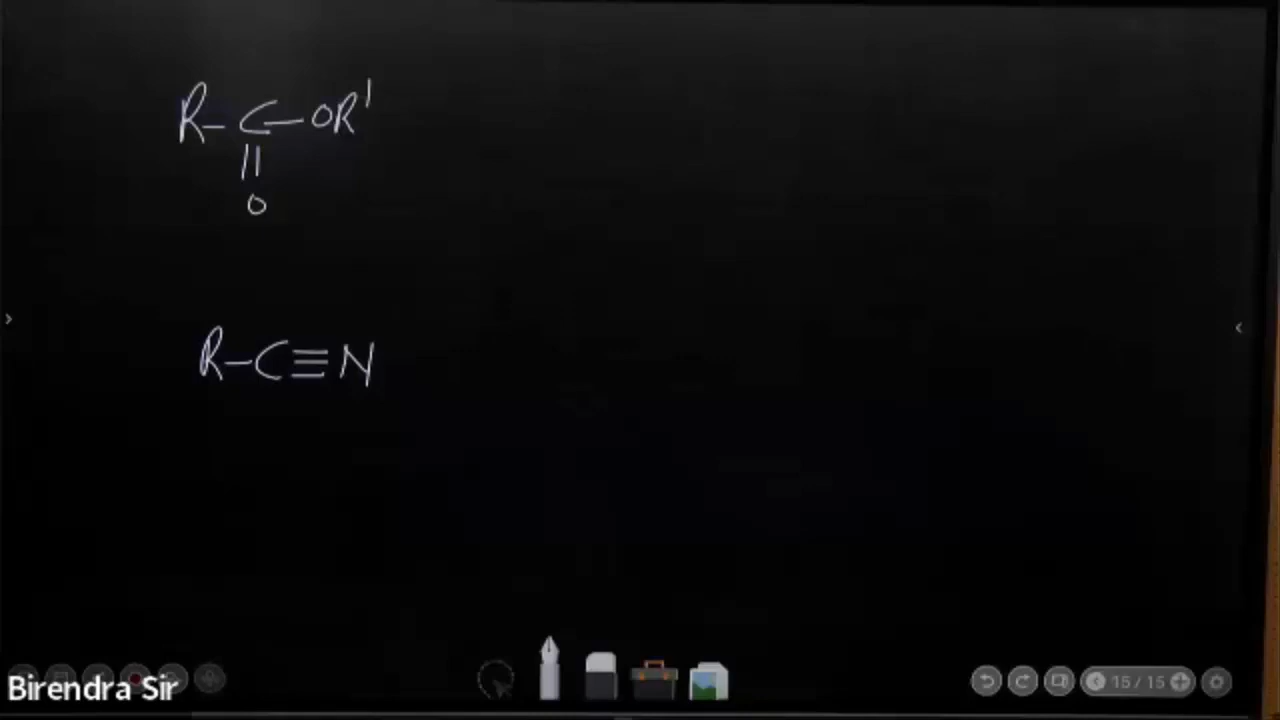 R-C-OR'
||
O
R-C≡N
Birendra Sir
15/15